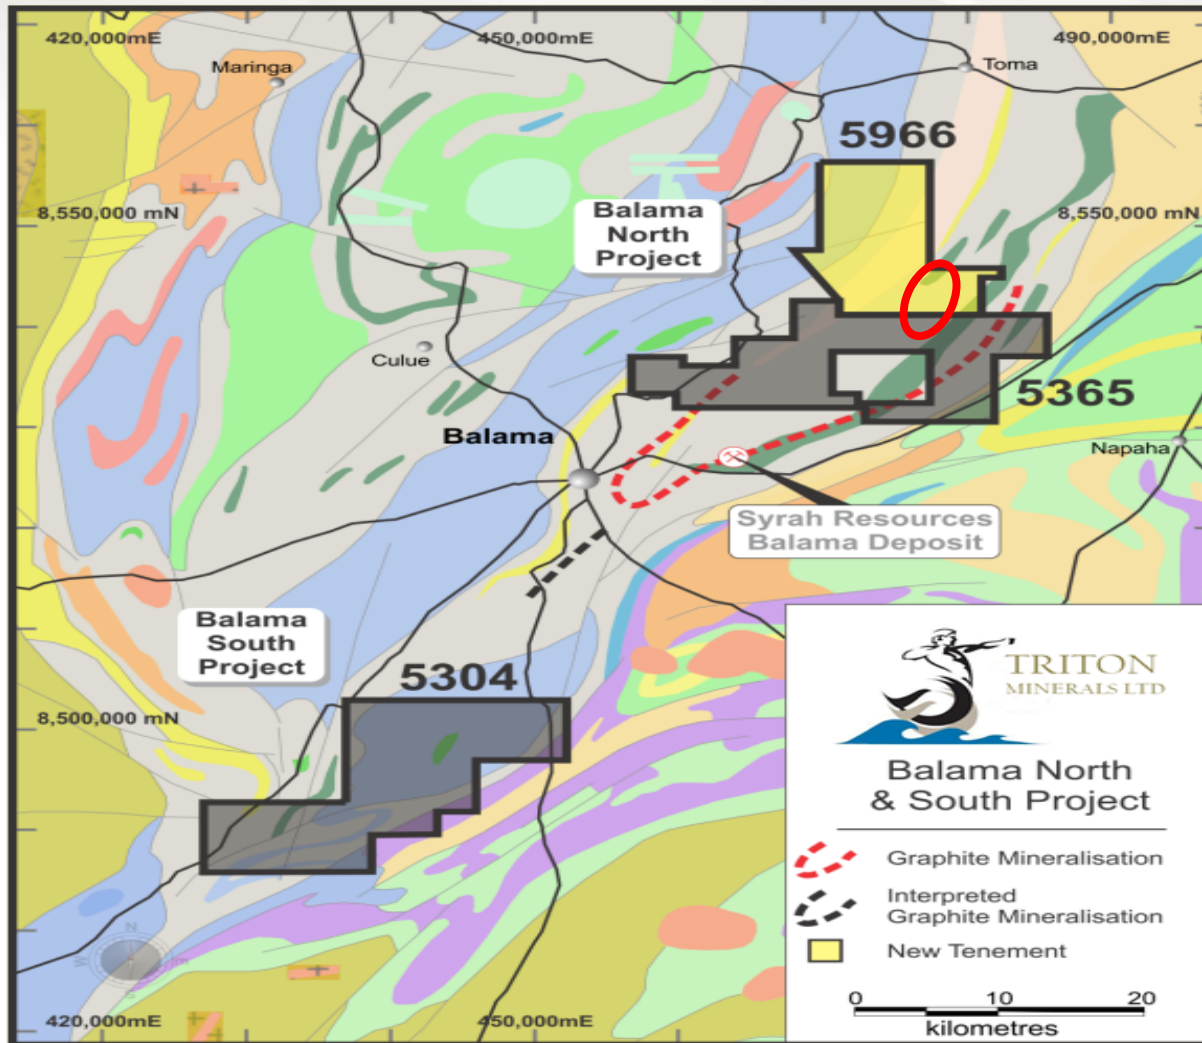 420,000mE
450,000mE
490,000mE
Maringa
Toma
5966
8,550,000 mN
Balama
North
Project
8,550,000 mN
Culue
5365
Balama
Napaha
Syrah Resources
Balama Deposit
Balama
South
Project
5304
8,500,000 mN
TRITON
MINERALS LTD
Balama North
& South Project
Graphite Mineralisation
Interpreted
Graphite Mineralisation
New Tenement
N
S
0 10 20
kilometres
420,000mE
450,000mE